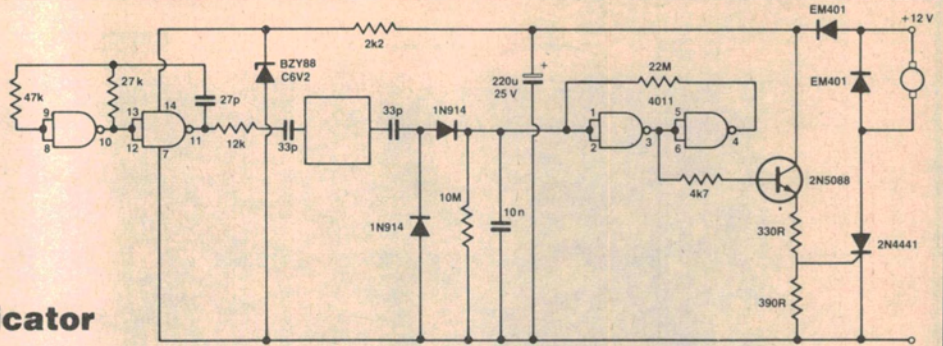 EM401
+12 V
2k2
BZY88
C6V2
47k
27k
27p
14
13
12
11
7
9
8
10
12k
33p
33p
1N914
1N914
10M
10n
220u
25 V
+
22M
4011
1
2
3
5
6
4
4k7
EM401
2N5088
330R
390R
2N4441
icator